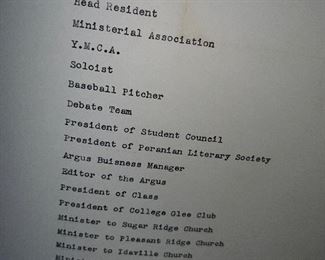 Head Resident
Ministerial Association
Y.M.C.A.
Soloist
Baseball Pitcher
Debate Team
President of Student Council
President of Peranian Literary Society
Argus Buisness Manager
Editor of the Argus
President of Class
President of College Glee Club
Minister to Sugar Ridge Church
Minister to Pleasant Ridge Church
Minister to Idaville Church